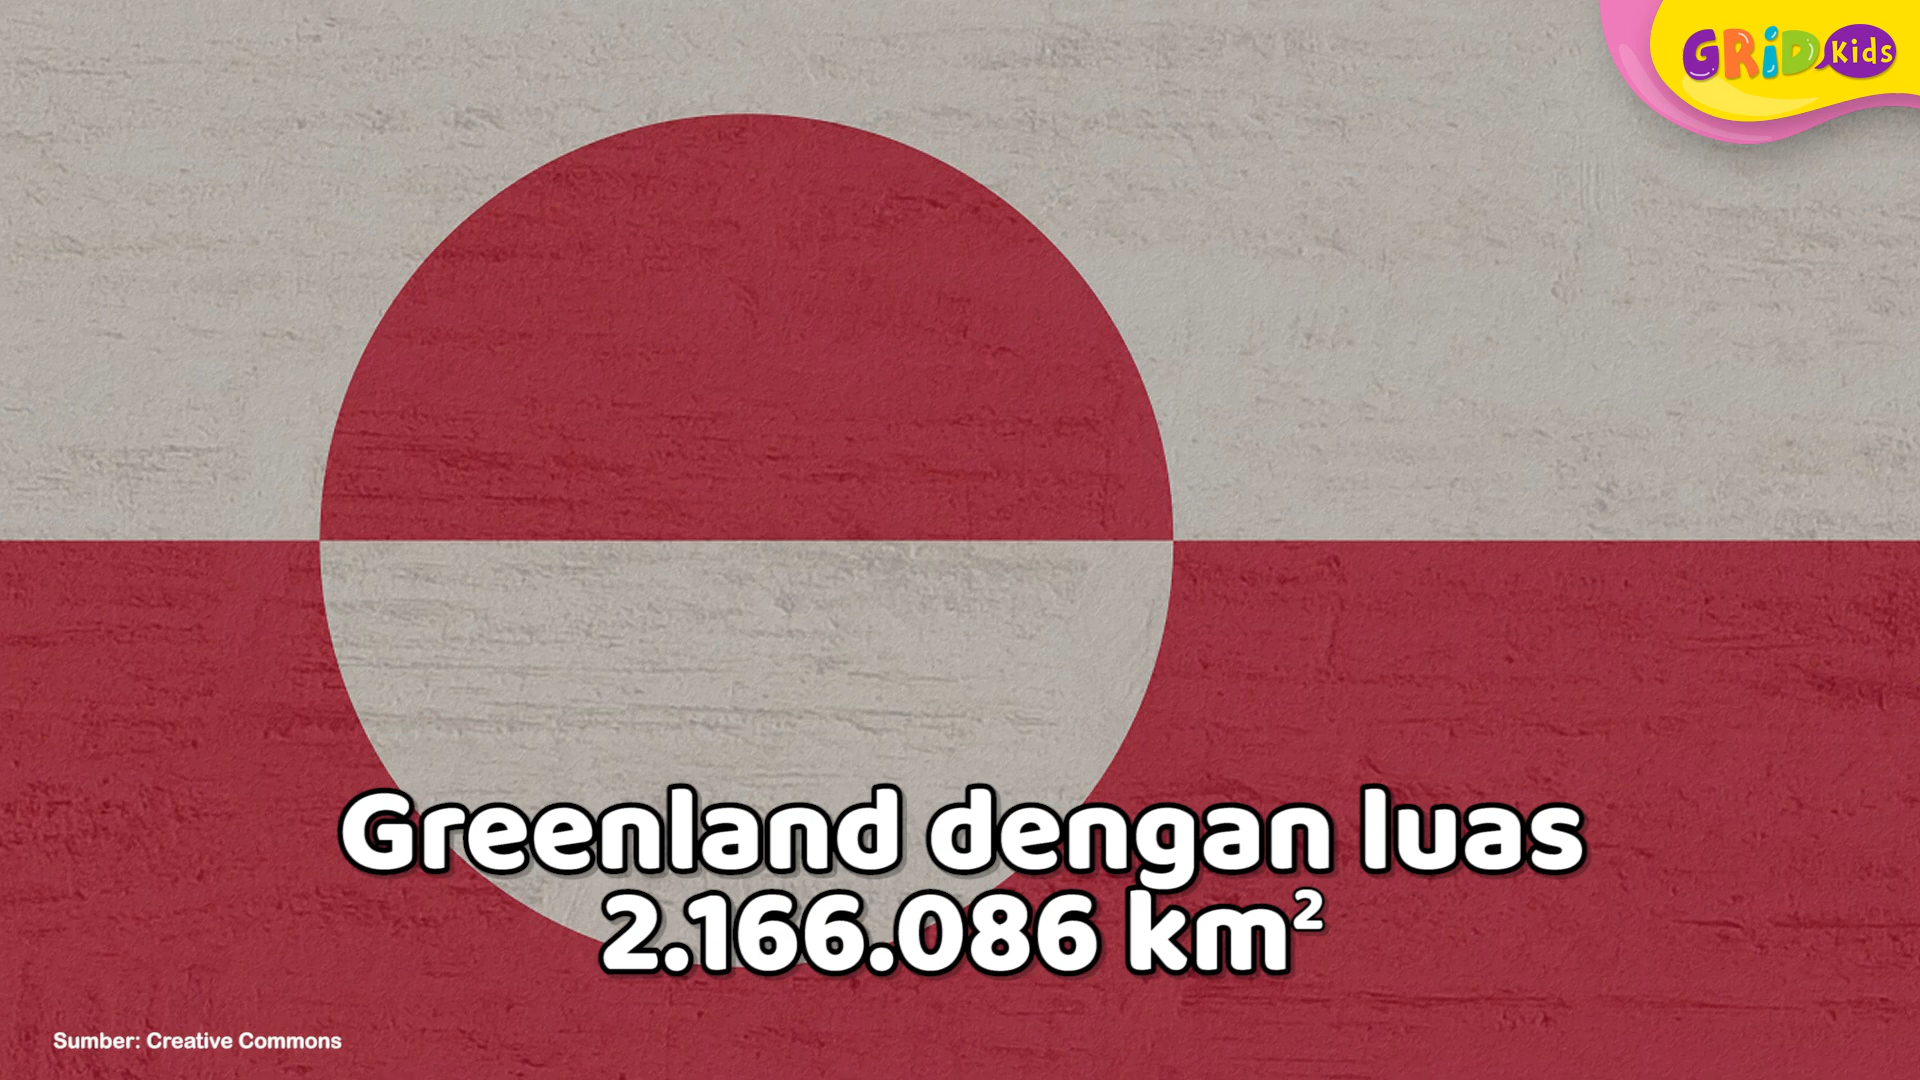 GRiD Kids
Greenland dengan luas
2.166.086 km²
Sumber: Creative Commons